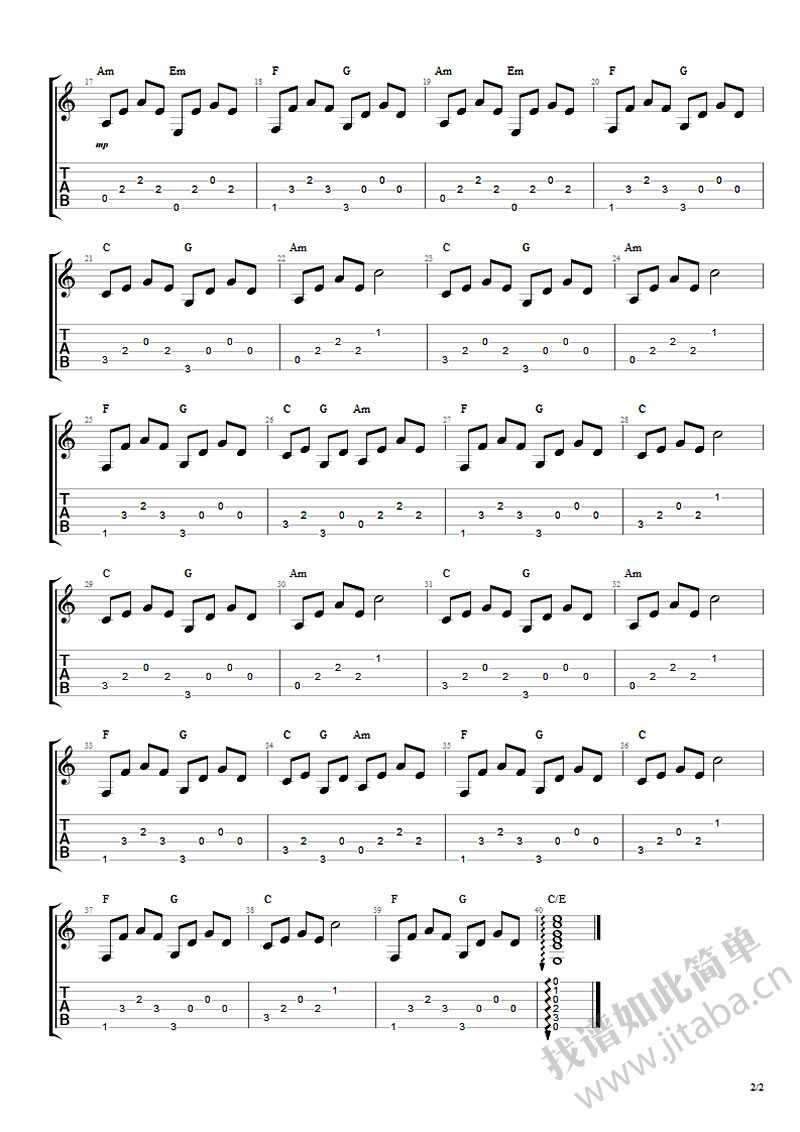 Am Em F G Am Em F G
17 18 19 20
mp
T 2 0 2 0 2 0 2 0
A 2 2 2 2 3 3 0 0 2 2 2 2 3 3 0 0
B 0 0
0 1 3 0 1 3
C G Am C G Am
21 22 23 24
1 1
T 0 0 2 0 0 2
A 2 2 0 0 2 2 2 2 0 0 2 2
B 3 0 3 0
3 3
F G C G Am F G C
25 26 27 28
1
T 2 0 0 2 2 0 0
A 3 3 0 0 2 2 2 3 3 0 0 2 2
B 3 0 3
1 3 3 1 3
C G Am C G Am
29 30 31 32
1 1
T 0 0 2 0 0 2
A 2 2 0 0 2 2 2 2 0 0 2 2
B 3 0 3 0
3 3
F G C G Am F G C
33 34 35 36
1
T 2 0 0 2 2 0 0
A 3 3 0 0 2 2 2 3 3 0 0 2 2
B 3 0 3
1 3 3 1 3
F G C F G C/E
37 38 39 40
0
1 1
T 2 0 0 2 0 0
A 3 3 0 0 2 2 3 3 0 0 2
B 3 3
1 3 1 3 0
找谱如此简单
www.jitaba.cn
2/2